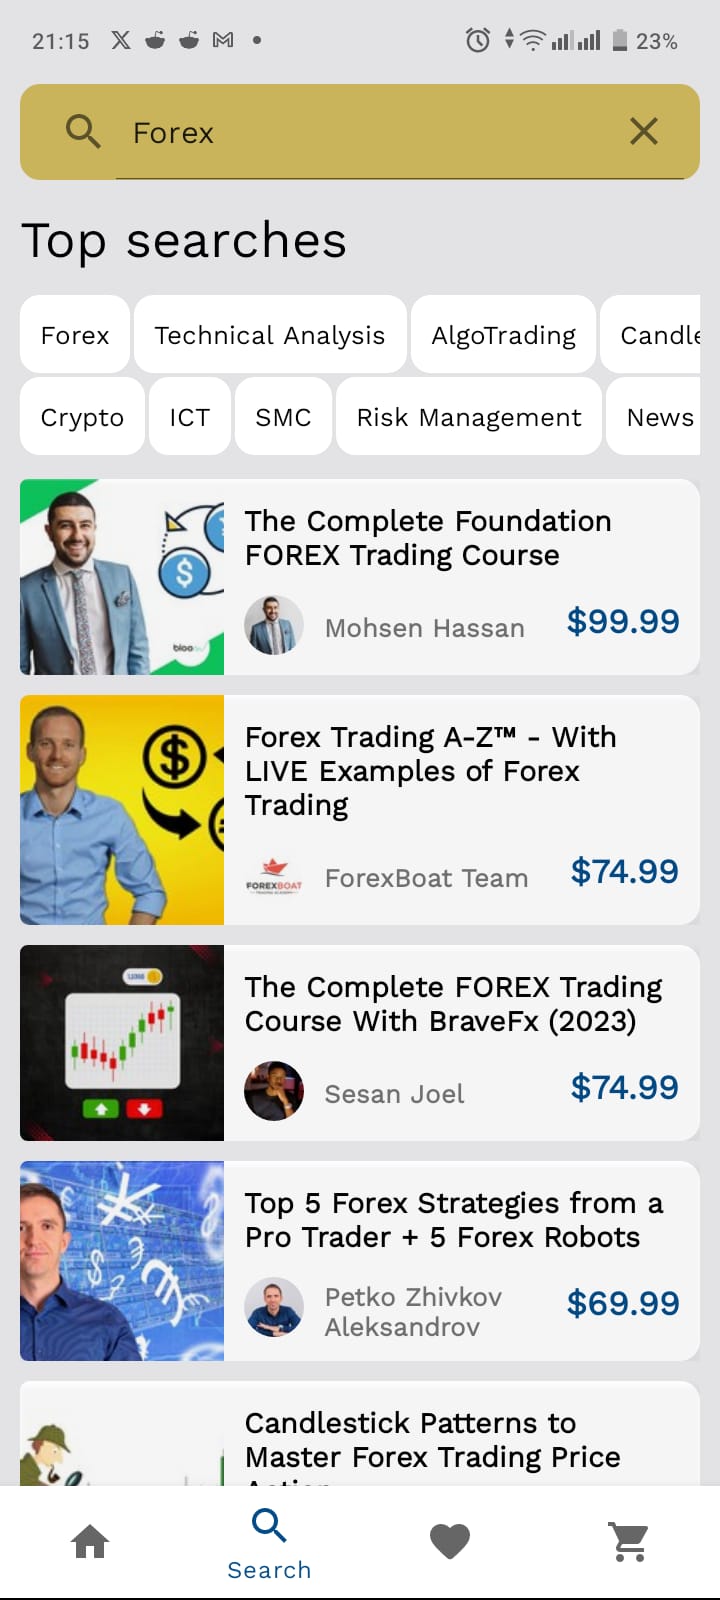 21:15
23%
Forex
Top searches
Forex
Technical Analysis
AlgoTrading
Candle
Crypto
ICT
SMC
Risk Management
News
The Complete Foundation
FOREX Trading Course
Mohsen Hassan
$99.99
Forex Trading A-Z™ - With
LIVE Examples of Forex
Trading
FOREXBOAT
ForexBoat Team
$74.99
The Complete FOREX Trading
Course With BraveFx (2023)
Sesan Joel
$74.99
Top 5 Forex Strategies from a
Pro Trader + 5 Forex Robots
Petko Zhivkov
Aleksandrov
$69.99
Candlestick Patterns to
Master Forex Trading Price
Search